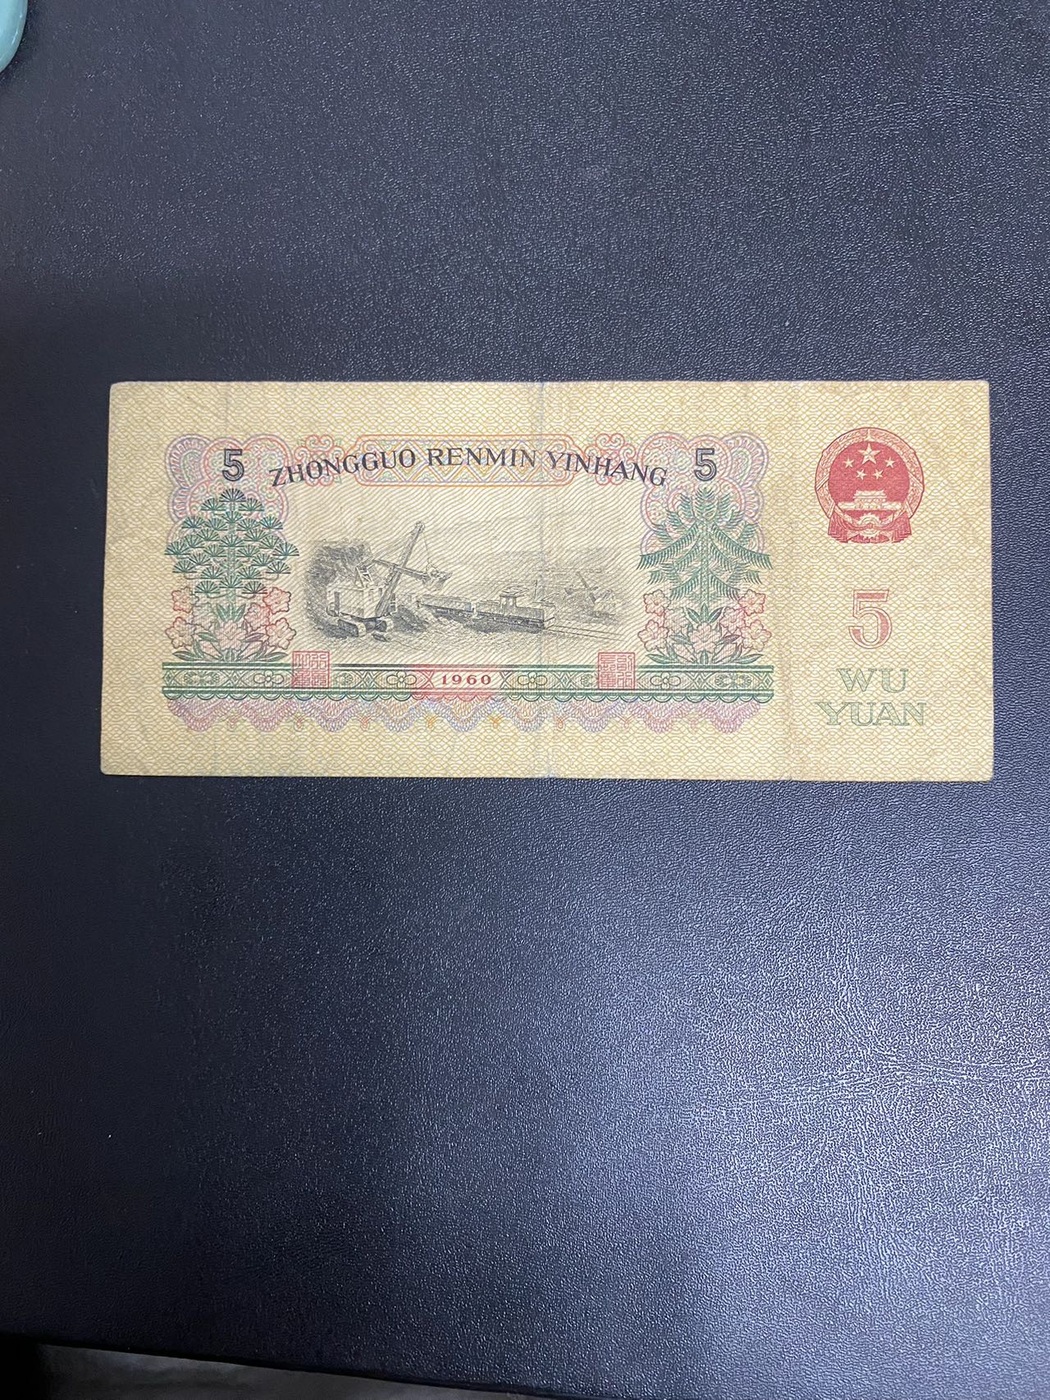 5 ZHONGGUO RENMIN YINHANG 5
5
WU
YUAN
1960